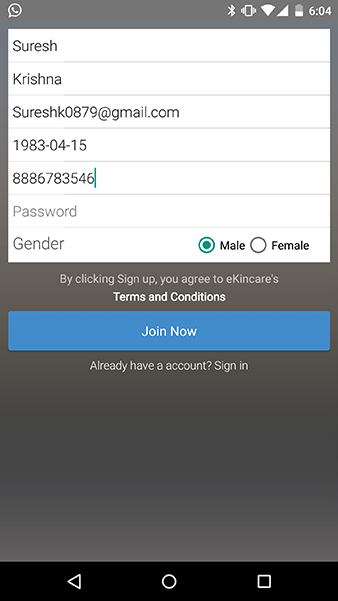 6:04
Suresh
Krishna
Sureshk0879@gmail.com
1983-04-15
8886783546
Password
Gender Male Female
By clicking Sign up, you agree to eKincare's
Terms and Conditions
Join Now
Already have a account? Sign in